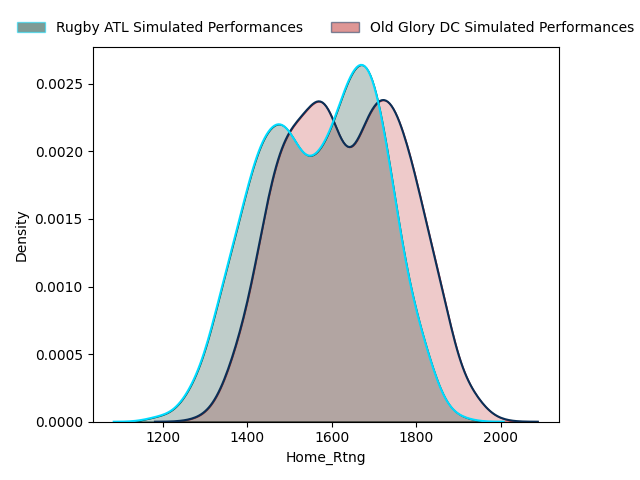 Rugby ATL Simulated Performances
Old Glory DC Simulated Performances
0.0025
0.0020
0.0015
0.0010
0.0005
0.0000
Density
1200 1400 1600 1800 2000
Home_Rtng